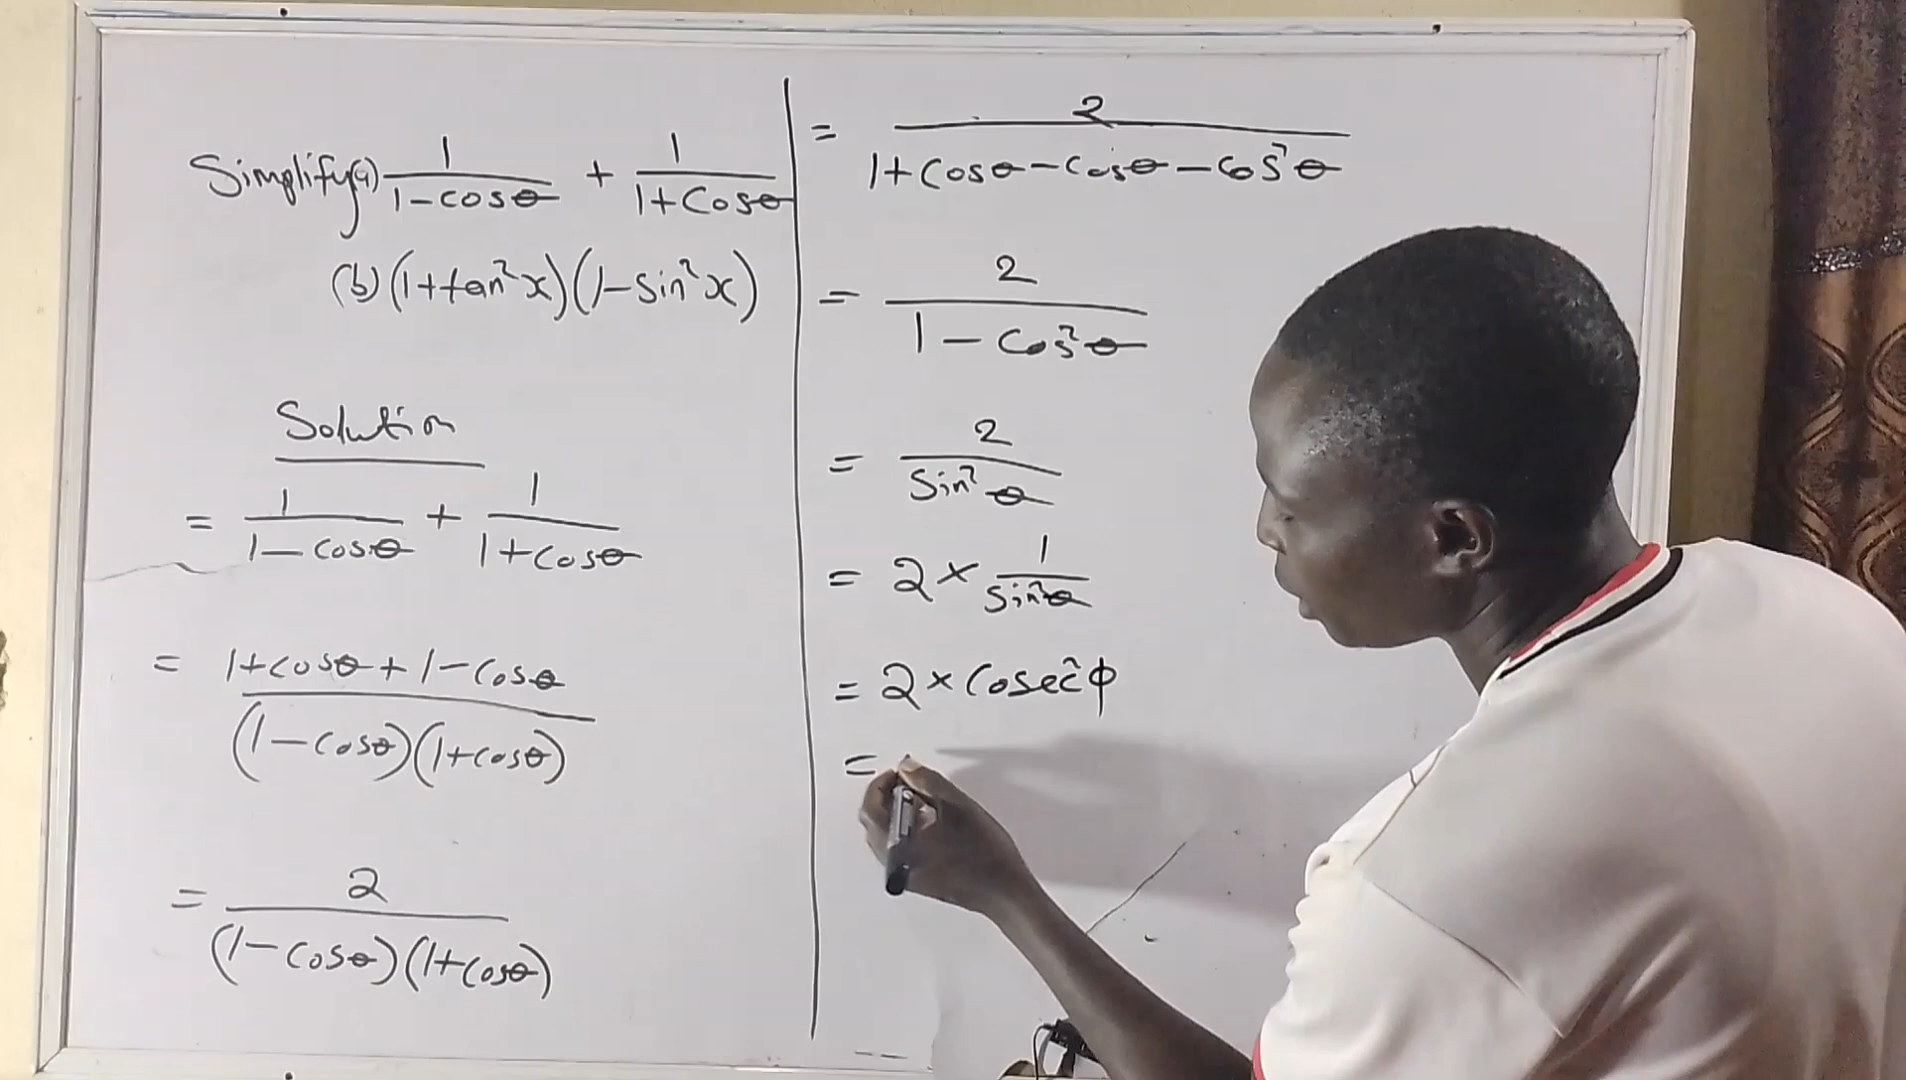 Simplify (a) 1/(1-cosθ) + 1/(1+Cosθ)
(b) (1+tan²x)(1-sin²x)
Solution
= 1/(1-cosθ) + 1/(1+cosθ)
= (1+cosθ+1-cosθ)/((1-cosθ)(1+cosθ))
= 2/((1-cosθ)(1+cosθ))
= 2/(1+cosθ-cosθ-cos²θ)
= 2/(1-cos²θ)
= 2/Sin²θ
= 2 × 1/sin²θ
= 2 × Cosec²ϕ
=